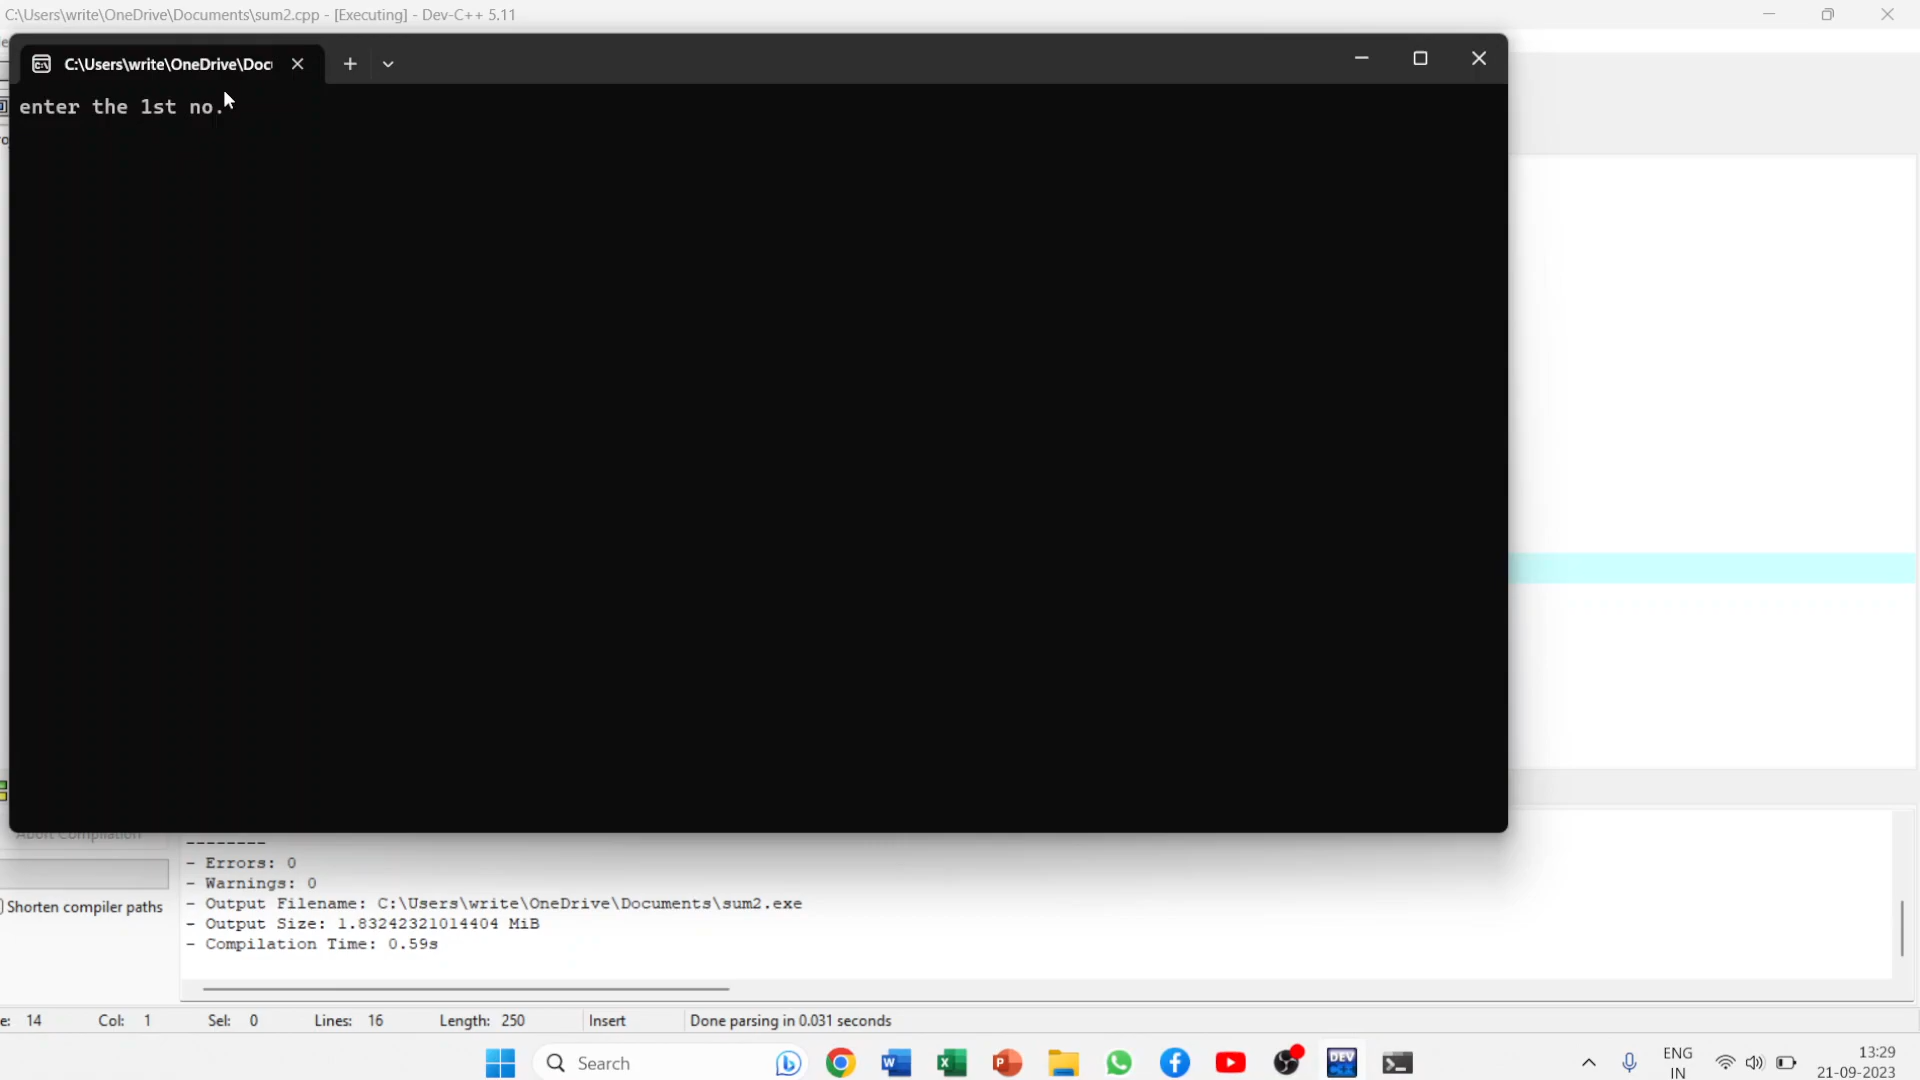 C:\Users\write\OneDrive\Documents\sum2.cpp - [Executing] - Dev-C++ 5.11
C:\Users\write\OneDrive\Doc
enter the 1st no.
Abort Compilation
--------
- Errors: 0
- Warnings: 0
- Output Filename: C:\Users\write\OneDrive\Documents\sum2.exe
- Output Size: 1.83242321014404 MiB
- Compilation Time: 0.59s
Shorten compiler paths
e: 14 Col: 1 Sel: 0 Lines: 16 Length: 250 Insert Done parsing in 0.031 seconds
Search
DEV
C++
ENG
IN
13:29
21-09-2023